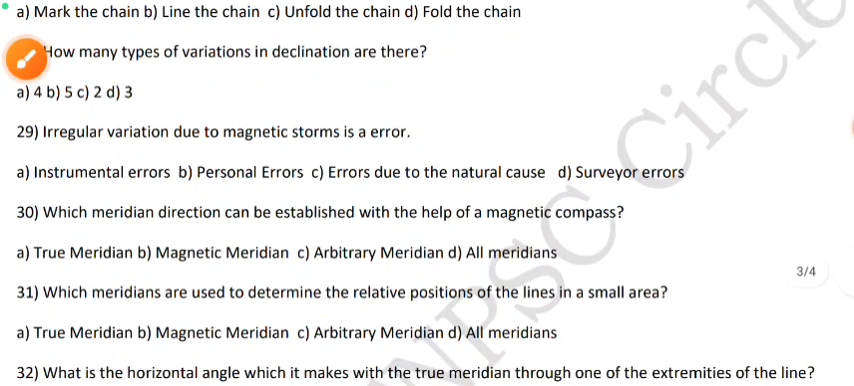 a) Mark the chain b) Line the chain c) Unfold the chain d) Fold the chain
How many types of variations in declination are there?
a) 4 b) 5 c) 2 d) 3
29) Irregular variation due to magnetic storms is a error.
a) Instrumental errors b) Personal Errors c) Errors due to the natural cause d) Surveyor errors
30) Which meridian direction can be established with the help of a magnetic compass?
a) True Meridian b) Magnetic Meridian c) Arbitrary Meridian d) All meridians
3/4
31) Which meridians are used to determine the relative positions of the lines in a small area?
a) True Meridian b) Magnetic Meridian c) Arbitrary Meridian d) All meridians
32) What is the horizontal angle which it makes with the true meridian through one of the extremities of the line?